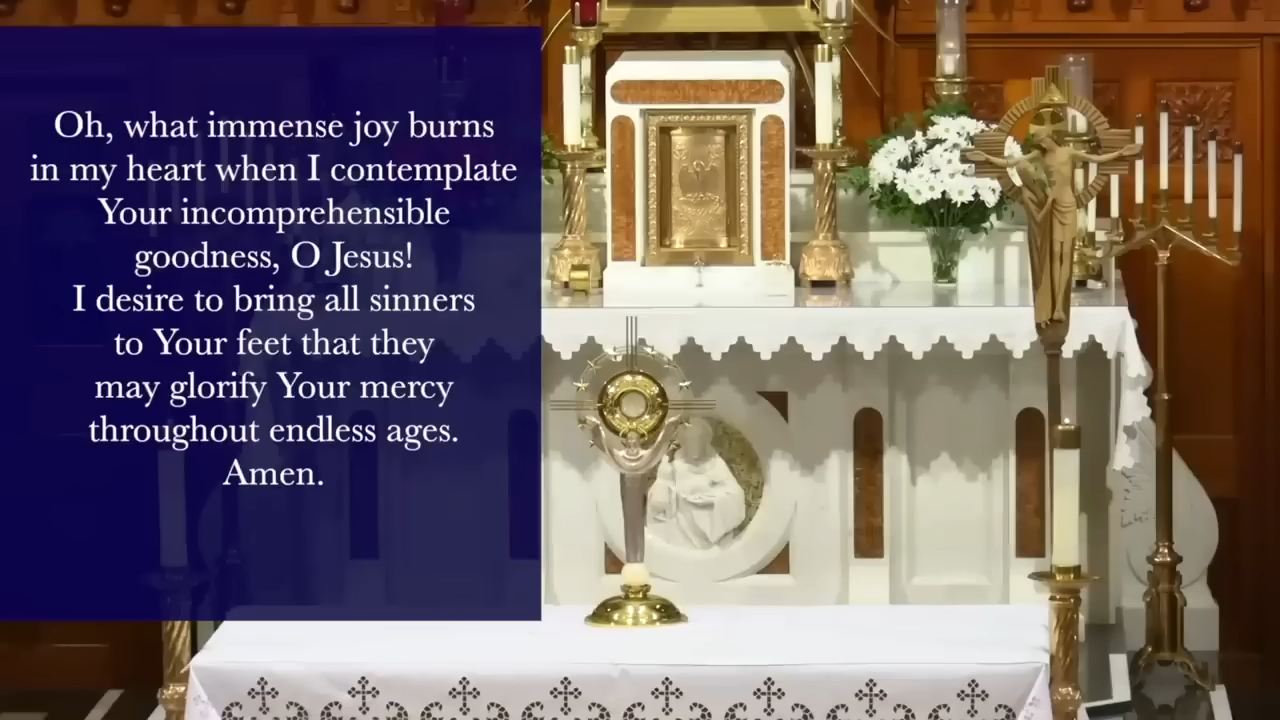 Oh, what immense joy burns
in my heart when I contemplate
Your incomprehensible
goodness, O Jesus!
I desire to bring all sinners
to Your feet that they
may glorify Your mercy
throughout endless ages.
Amen.